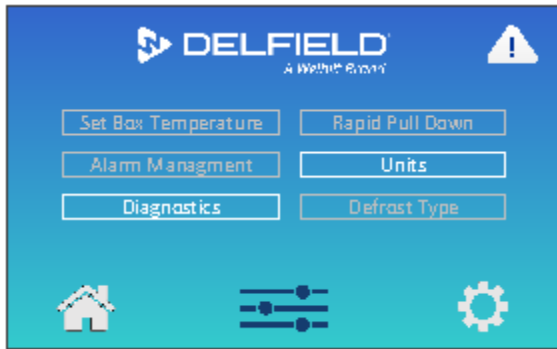 DELFIELD
A Welbilt Brand
Set Box Temperature
Rapid Pull Down
Alarm Managment
Units
Diagnostics
Defrost Type